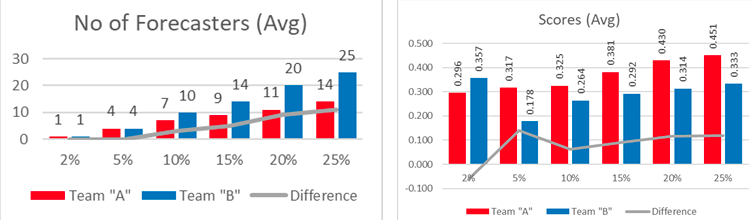 No of Forecasters (Avg)
30
20
10
0
1 1 4 4 7 10 9 14 11 20 14 25
2% 5% 10% 15% 20% 25%
Team "A" Team "B" Difference
Scores (Avg)
0.500
0.400
0.300
0.200
0.100
0.000
-0.100
0.296 0.357 0.317 0.178 0.325 0.264 0.381 0.292 0.430 0.314 0.451 0.333
2% 5% 10% 15% 20% 25%
Team "A" Team "B" Difference